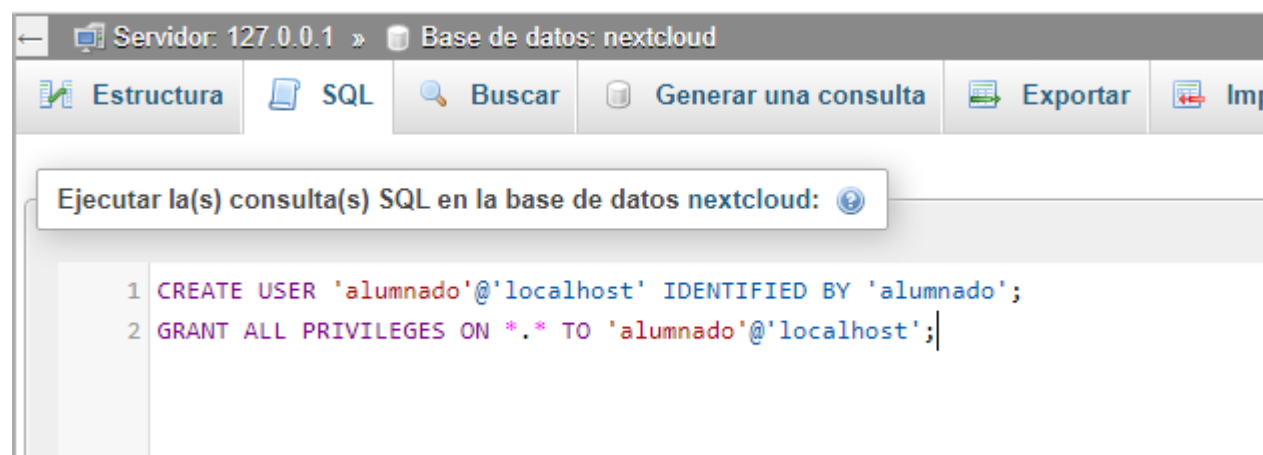 ← Servidor: 127.0.0.1 » Base de datos: nextcloud
Estructura SQL Buscar Generar una consulta Exportar
Ejecutar la(s) consulta(s) SQL en la base de datos nextcloud:
1 CREATE USER 'alumnado'@'localhost' IDENTIFIED BY 'alumnado';
2 GRANT ALL PRIVILEGES ON *.* TO 'alumnado'@'localhost';